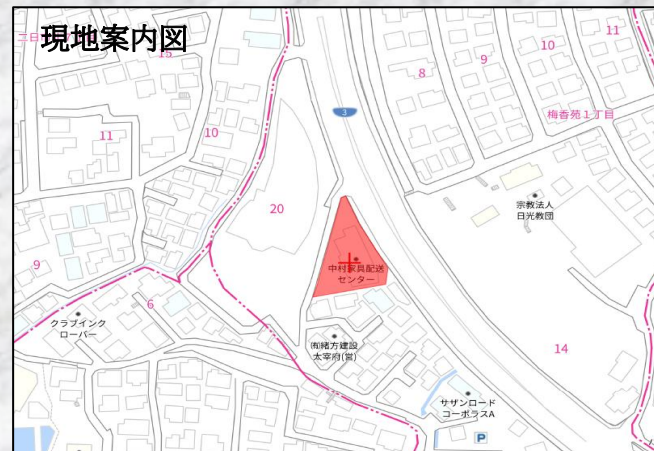 現地案内図
二日
15
11
10
9
8
9
10
11
梅香苑1丁目
3
20
宗教法人
日光教団
中村家具配送
センター
6
クラブインク
ローバー
㈲緒方建設
太宰府(営)
14
サザンロード
コーポラスA
P